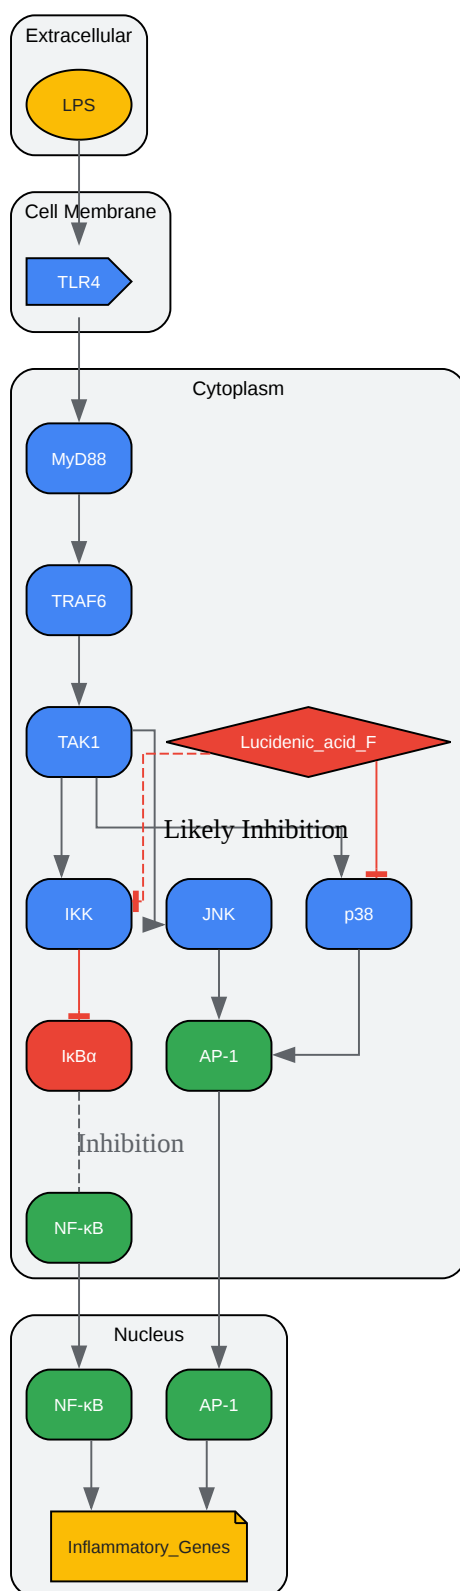 Extracellular
LPS
Cell Membrane
TLR4
Cytoplasm
MyD88
TRAF6
TAK1
Lucidenic_acid_F
Likely Inhibition
IKK
JNK
p38
IκBα
AP-1
Inhibition
NF-κB
Nucleus
NF-κB
AP-1
Inflammatory_Genes